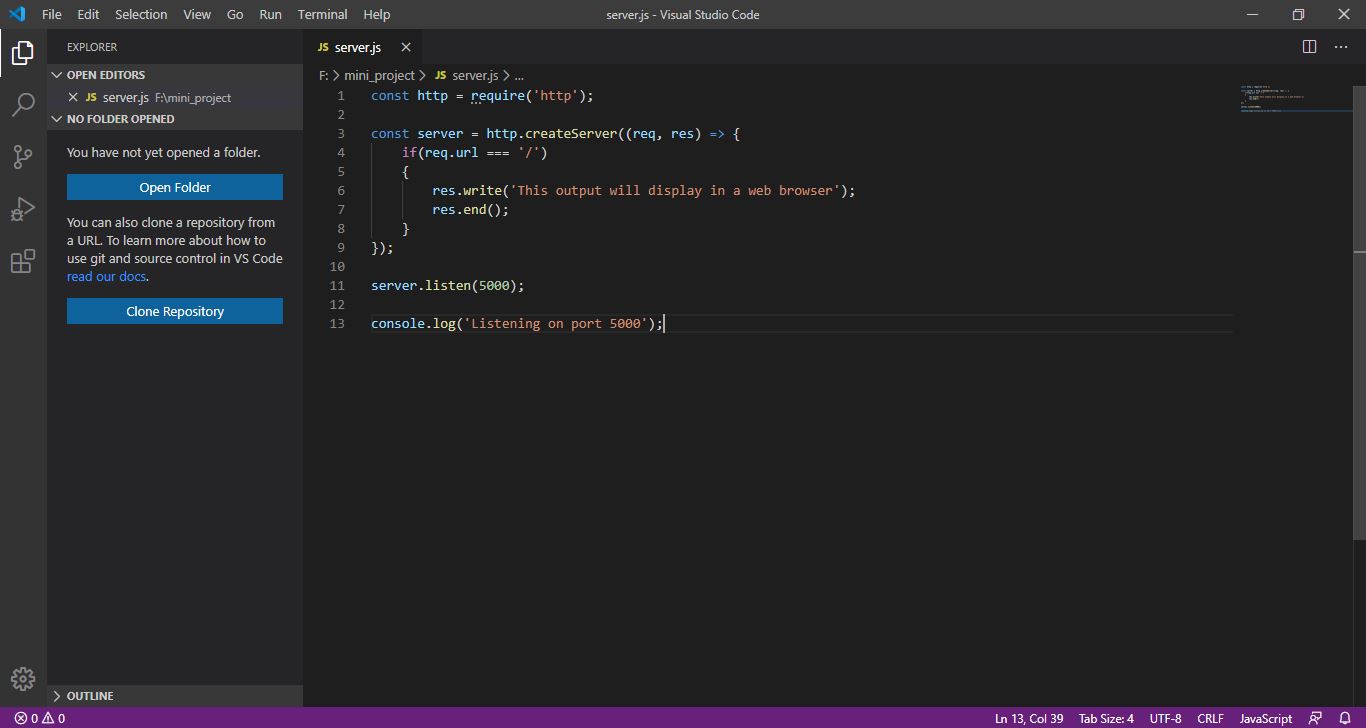 File Edit Selection View Go Run Terminal Help
server.js - Visual Studio Code
EXPLORER
OPEN EDITORS
JS server.js F:\mini_project
NO FOLDER OPENED
You have not yet opened a folder.
Open Folder
You can also clone a repository from
a URL. To learn more about how to
use git and source control in VS Code
read our docs.
Clone Repository
OUTLINE
JS server.js
F: > mini_project > JS server.js > ...
1 const http = require('http');
2
3 const server = http.createServer((req, res) => {
4     if(req.url === '/')
5     {
6         res.write('This output will display in a web browser');
7         res.end();
8     }
9 });
10
11 server.listen(5000);
12
13 console.log('Listening on port 5000');
0 0
Ln 13, Col 39 Tab Size: 4 UTF-8 CRLF JavaScript